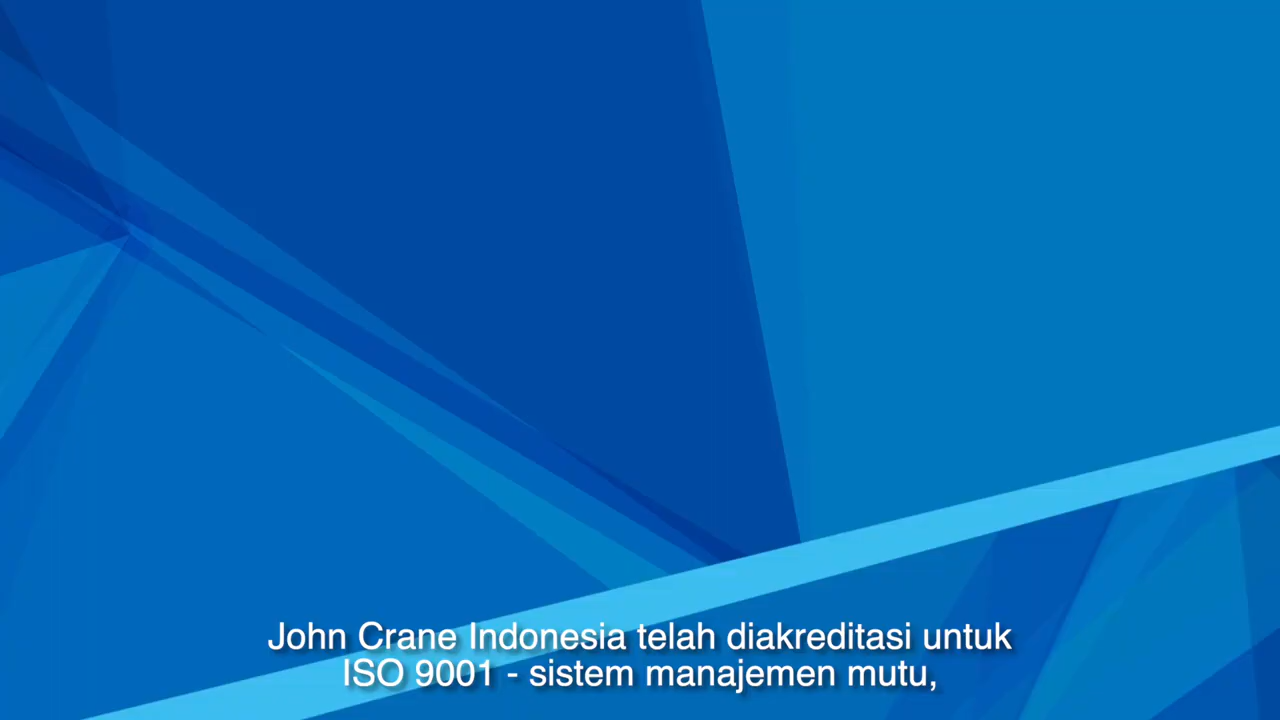 John Crane Indonesia telah diakreditasi untuk
ISO 9001 - sistem manajemen mutu,